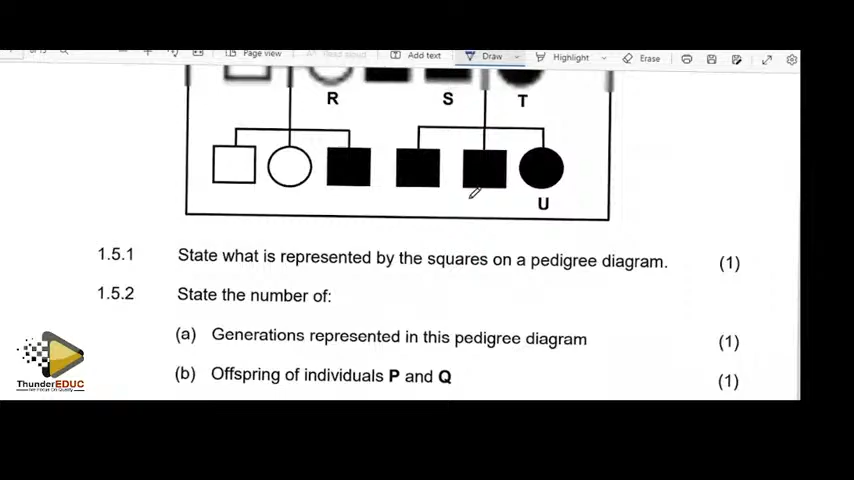 Page view
Add text
Draw
Highlight
Erase
R S T
U
1.5.1 State what is represented by the squares on a pedigree diagram. (1)
1.5.2 State the number of:
(a) Generations represented in this pedigree diagram (1)
(b) Offspring of individuals P and Q (1)
ThunderEDUC